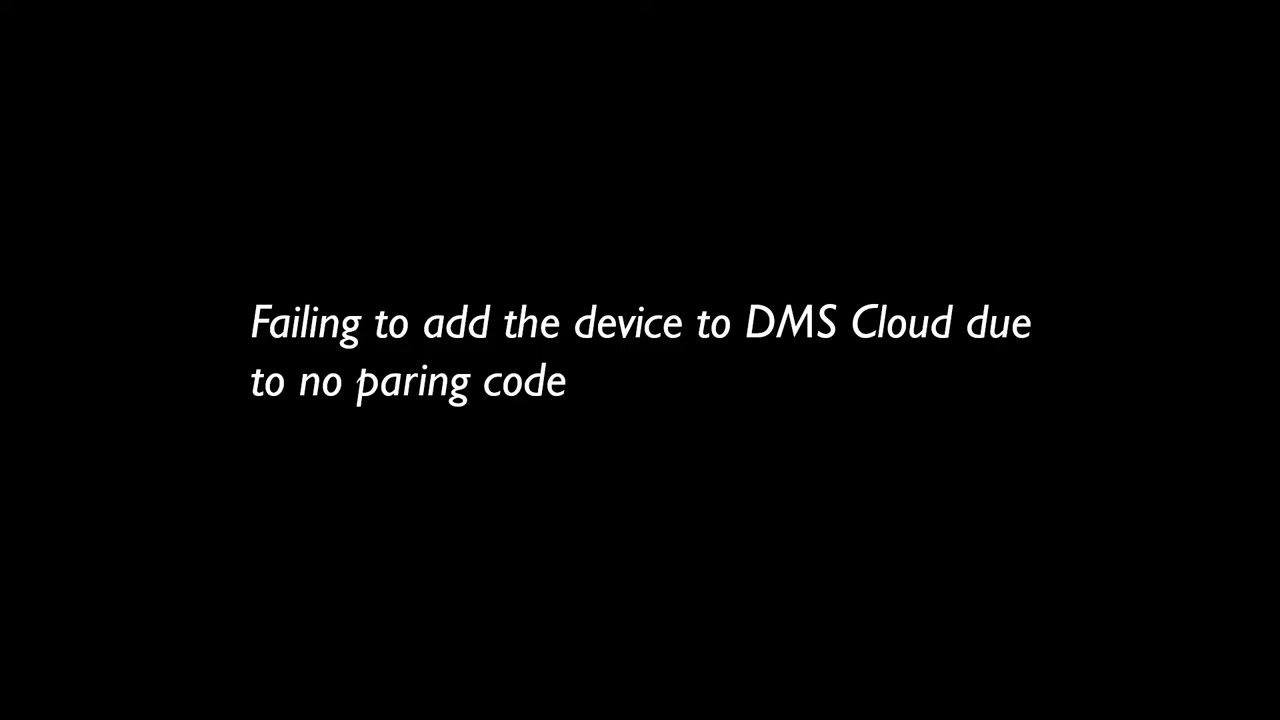 Failing to add the device to DMS Cloud due
to no paring code